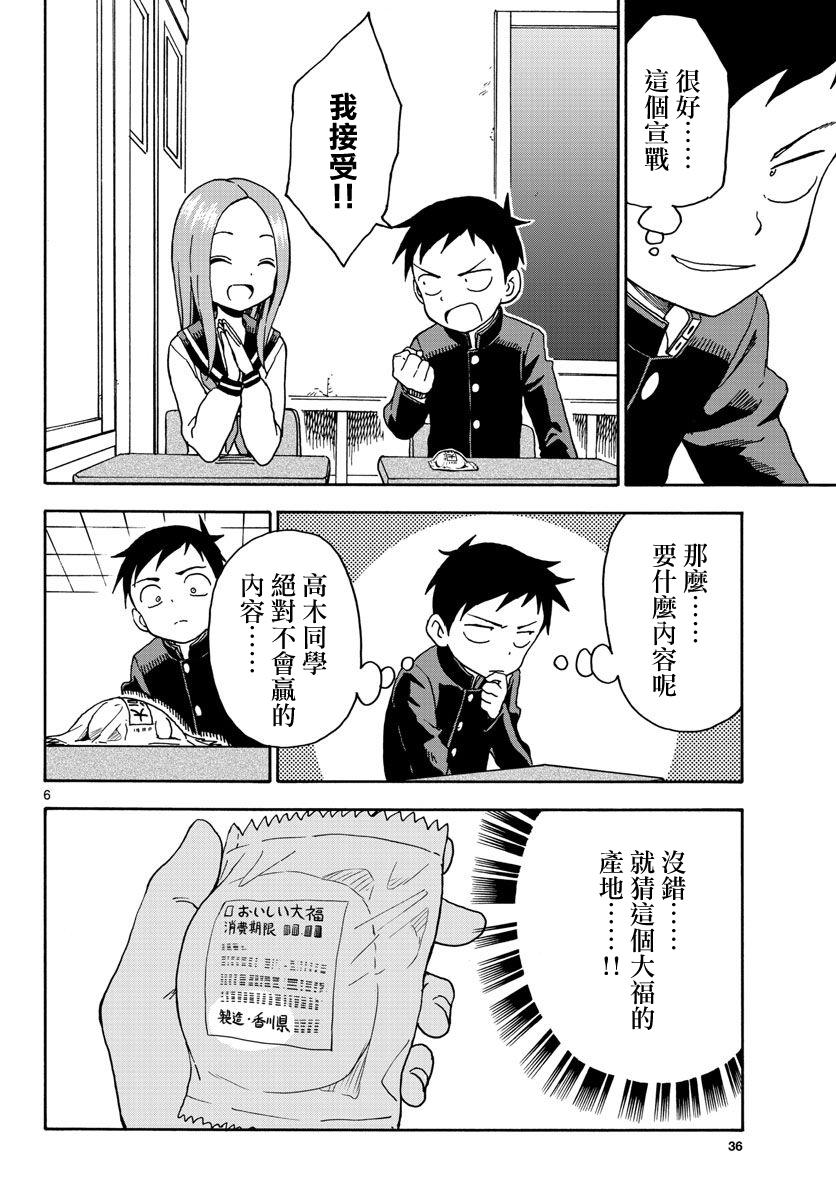 很好……
這個宣戰
我接受!!
那麼……
要什麼內容呢
高木同學
絕對不會贏的
內容……
大
6
沒錯……
就猜這個大福的
產地……!!
おいしい大福
消費期限
製造・香川県
36